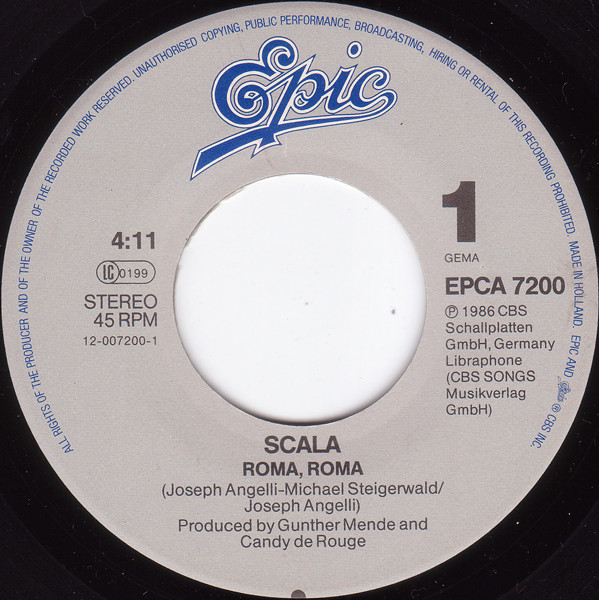 ALL RIGHTS OF THE PRODUCER AND OF THE OWNER OF THE RECORDED WORK RESERVED. UNAUTHORISED COPYING, PUBLIC PERFORMANCE, BROADCASTING, HIRING OR RENTAL OF THIS RECORDING PROHIBITED. MADE IN HOLLAND. EPIC AND Epic © CBS INC.
Epic
4:11
LC 0199
STEREO
45 RPM
12-007200-1
1
GEMA
EPCA 7200
℗ 1986 CBS
Schallplatten
GmbH, Germany
Libraphone
(CBS SONGS
Musikverlag
GmbH)
SCALA
ROMA, ROMA
(Joseph Angelli-Michael Steigerwald/
Joseph Angelli)
Produced by Gunther Mende and
Candy de Rouge